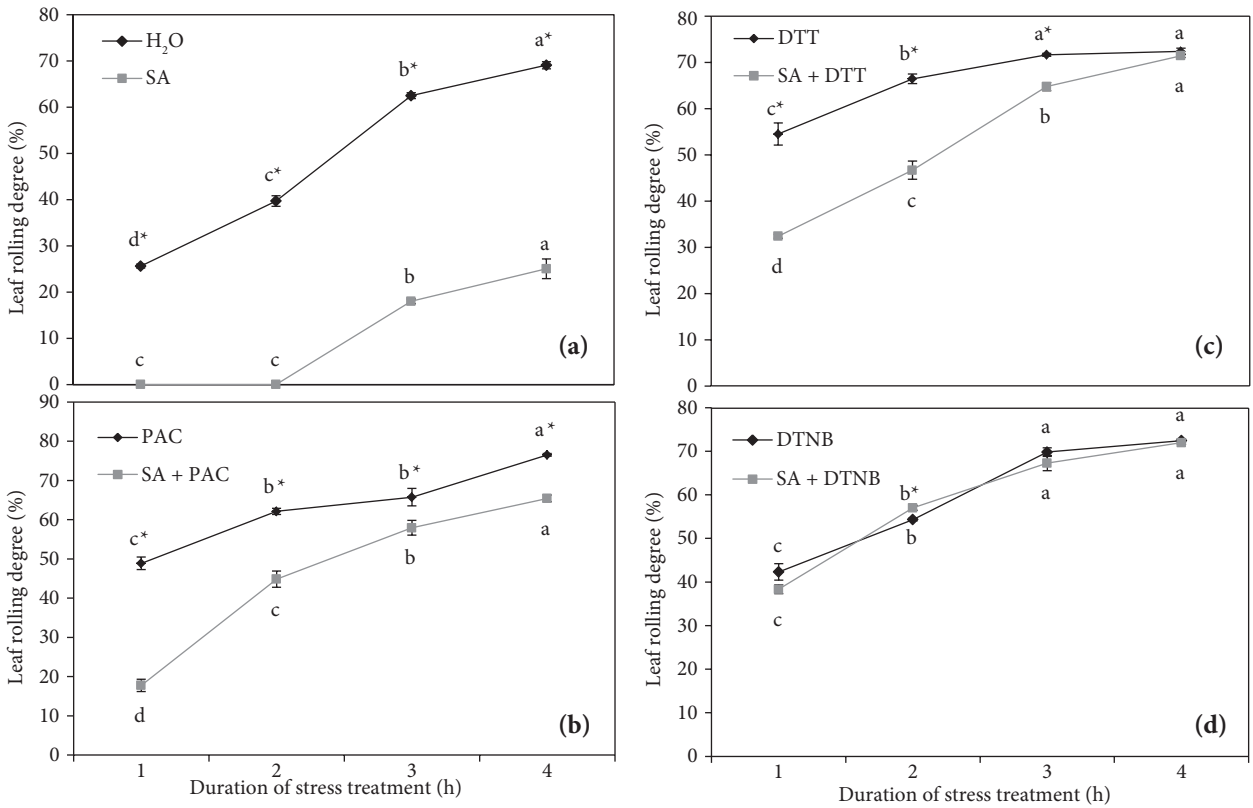 80
70
60
50
40
30
20
10
0
Leaf rolling degree (%)
H₂O
SA
d*
c*
b*
a*
c
c
b
a
(a)
90
80
70
60
50
40
30
20
10
0
Leaf rolling degree (%)
PAC
SA + PAC
c*
b*
b*
a*
d
c
b
a
(b)
1
2
3
4
Duration of stress treatment (h)
80
70
60
50
40
30
20
10
0
Leaf rolling degree (%)
DTT
SA + DTT
c*
b*
a*
a
d
c
b
a
(c)
80
70
60
50
40
30
20
10
0
Leaf rolling degree (%)
DTNB
SA + DTNB
c
b*
a
a
c
b
a
a
(d)
1
2
3
4
Duration of stress treatment (h)